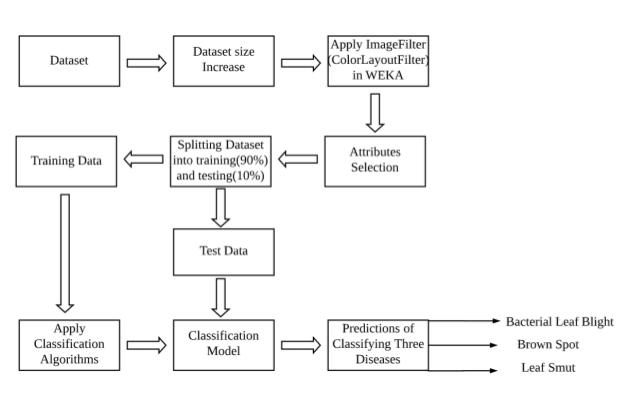 Dataset
Dataset size
Increase
Apply ImageFilter
(ColorLayoutFilter)
in WEKA
Training Data
Splitting Dataset
into training(90%)
and testing(10%)
Attributes
Selection
Test Data
Apply
Classification
Algorithms
Classification
Model
Predictions of
Classifying Three
Diseases
Bacterial Leaf Blight
Brown Spot
Leaf Smut